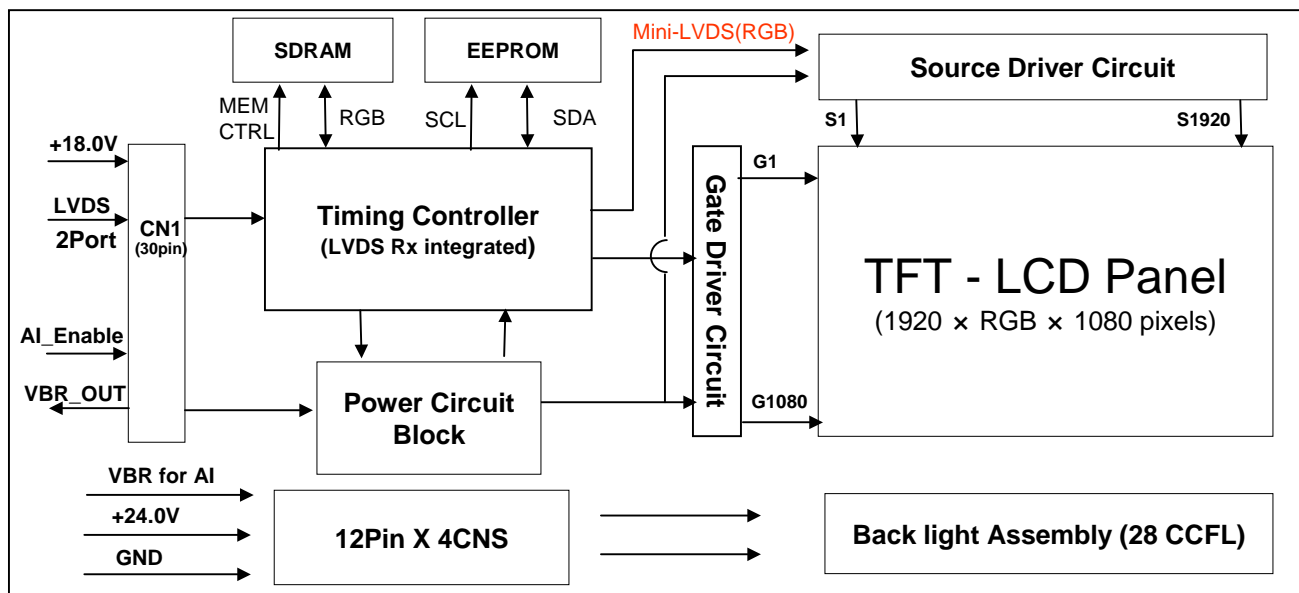 Mini-LVDS(RGB)
SDRAM
EEPROM
Source Driver Circuit
MEM
CTRL
RGB
SCL
SDA
S1
S1920
+18.0V
LVDS
2Port
CN1
(30pin)
Timing Controller
(LVDS Rx integrated)
Gate Driver Circuit
G1
TFT - LCD Panel
(1920 × RGB × 1080 pixels)
AI_Enable
VBR_OUT
Power Circuit
Block
G1080
VBR for AI
+24.0V
GND
12Pin X 4CNS
Back light Assembly (28 CCFL)